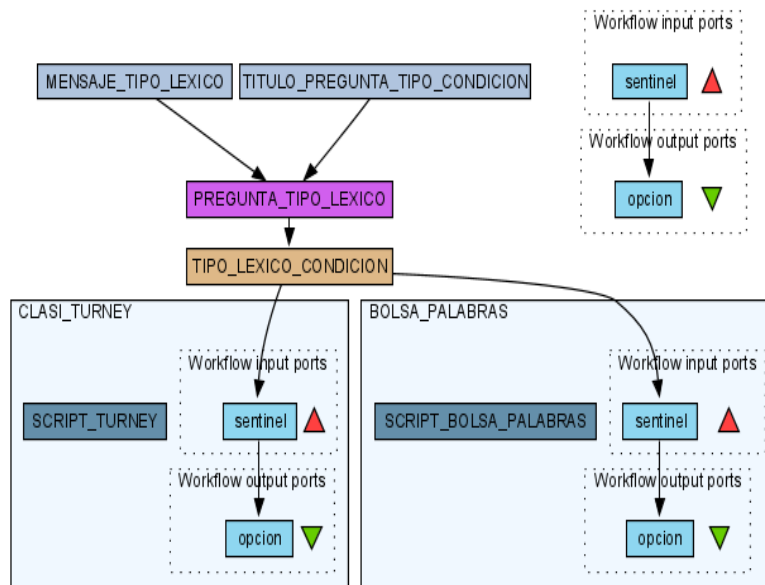 Workflow input ports
MENSAJE_TIPO_LEXICO
TITULO_PREGUNTA_TIPO_CONDICION
sentinel
Workflow output ports
PREGUNTA_TIPO_LEXICO
opcion
TIPO_LEXICO_CONDICION
CLASI_TURNEY
Workflow input ports
SCRIPT_TURNEY
sentinel
Workflow output ports
opcion
BOLSA_PALABRAS
Workflow input ports
SCRIPT_BOLSA_PALABRAS
sentinel
Workflow output ports
opcion